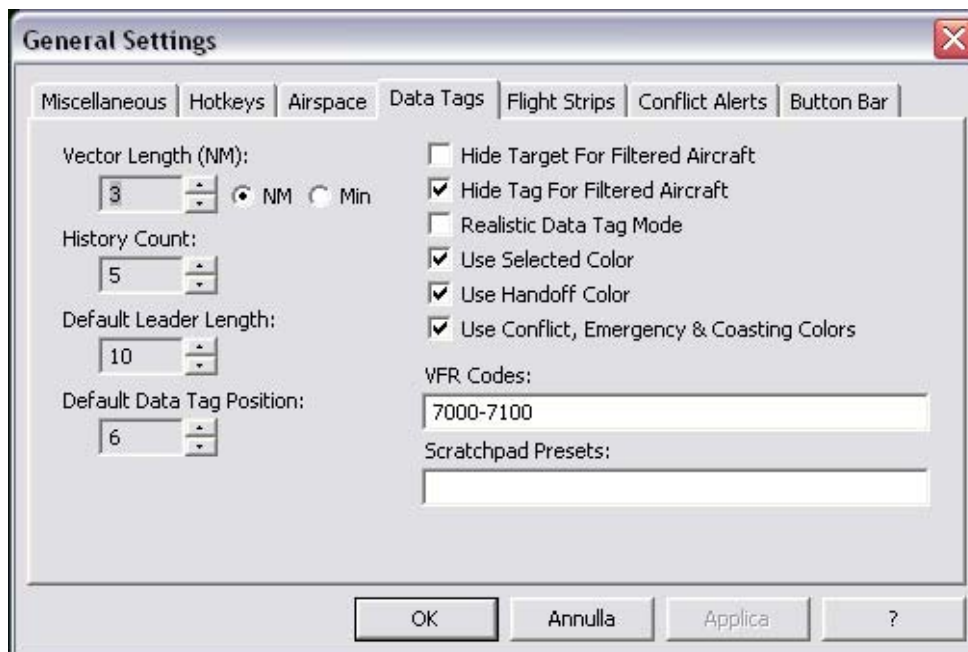 General Settings
Miscellaneous Hotkeys Airspace Data Tags Flight Strips Conflict Alerts Button Bar
Vector Length (NM):
3 NM Min
History Count:
5
Default Leader Length:
10
Default Data Tag Position:
6
Hide Target For Filtered Aircraft
Hide Tag For Filtered Aircraft
Realistic Data Tag Mode
Use Selected Color
Use Handoff Color
Use Conflict, Emergency & Coasting Colors
VFR Codes:
7000-7100
Scratchpad Presets:
OK Annulla Applica ?